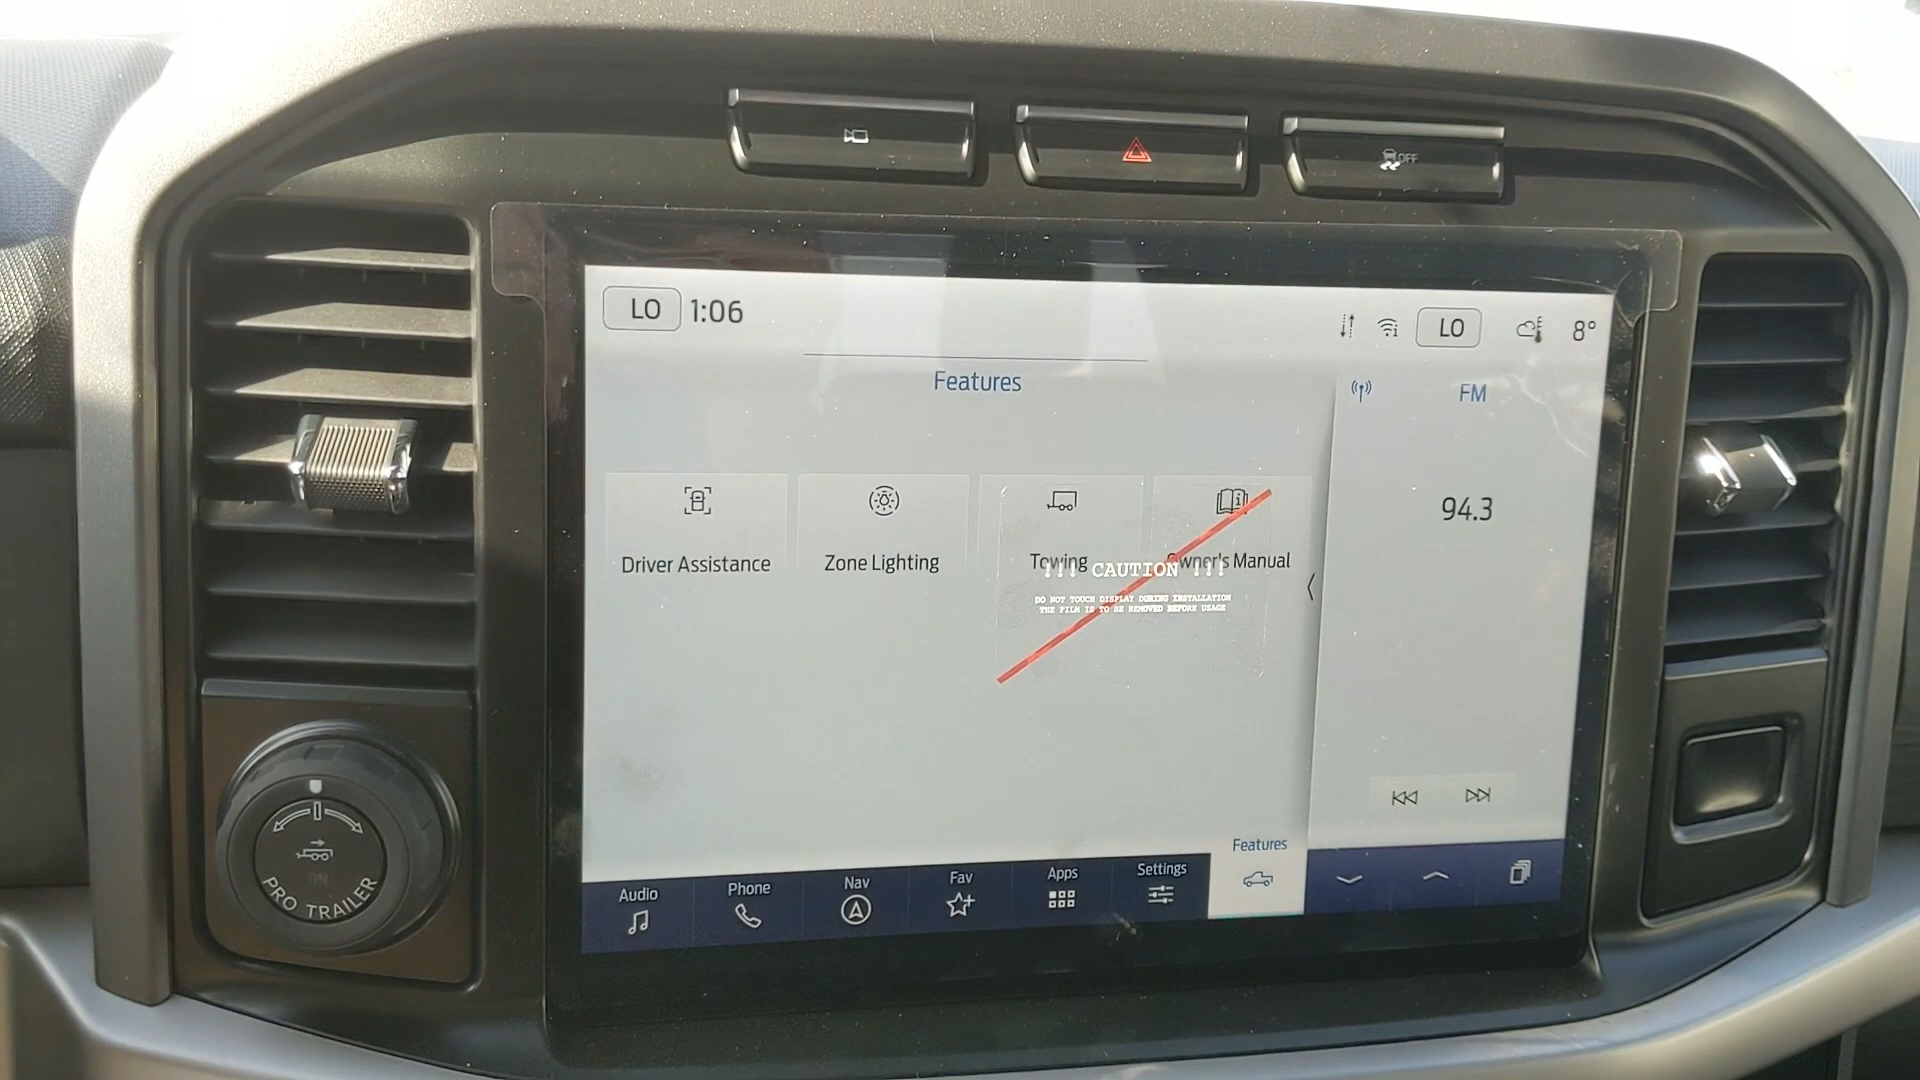 OFF
LO 1:06
LO 8°
Features
FM
94.3
Driver Assistance
Zone Lighting
Towing
Owner's Manual
!!! CAUTION !!!
DO NOT TOUCH DISPLAY DURING INSTALLATION
THE FILM IS TO BE REMOVED BEFORE USAGE
Audio
Phone
Nav
Fav
Apps
Settings
Features
ON
PRO TRAILER